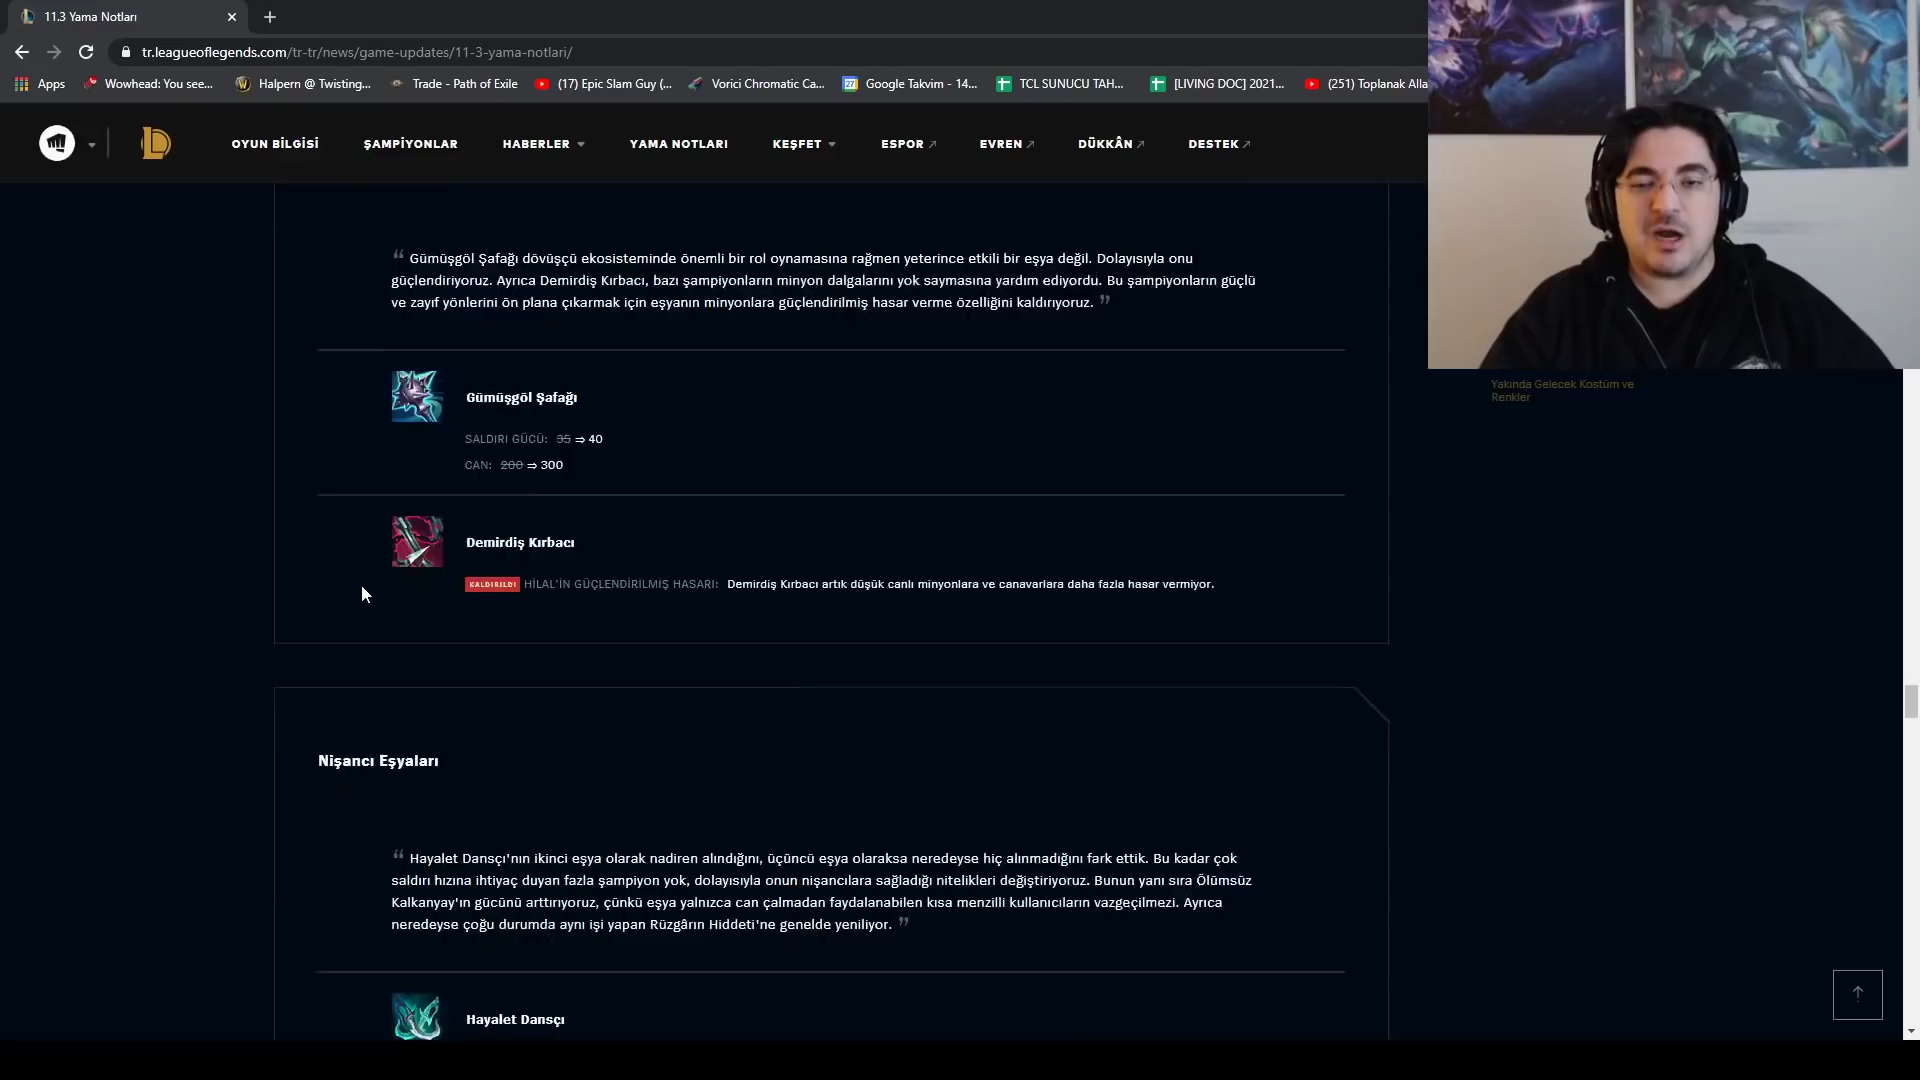 11.3 Yama Notları
tr.leagueoflegends.com/tr-tr/news/game-updates/11-3-yama-notlari/
Apps
Wowhead: You see...
Halpern @ Twisting...
Trade - Path of Exile
(17) Epic Slam Guy (...
Vorici Chromatic Ca...
27
Google Takvim - 14...
TCL SUNUCU TAH...
[LIVING DOC] 2021...
(251) Toplanak Alla
OYUN BİLGİSİ
ŞAMPİYONLAR
HABERLER
YAMA NOTLARI
KEŞFET
ESPOR
EVREN
DÜKKÂN
DESTEK
“ Gümüşgöl Şafağı dövüşçü ekosisteminde önemli bir rol oynamasına rağmen yeterince etkili bir eşya değil. Dolayısıyla onu
güçlendiriyoruz. Ayrıca Demirdiş Kırbacı, bazı şampiyonların minyon dalgalarını yok saymasına yardım ediyordu. Bu şampiyonların güçlü
ve zayıf yönlerini ön plana çıkarmak için eşyanın minyonlara güçlendirilmiş hasar verme özelliğini kaldırıyoruz. ”
Gümüşgöl Şafağı
SALDIRI GÜCÜ: 35 ⇒ 40
CAN: 200 ⇒ 300
Demirdiş Kırbacı
KALDIRILDI HİLAL'İN GÜÇLENDİRİLMİŞ HASARI: Demirdiş Kırbacı artık düşük canlı minyonlara ve canavarlara daha fazla hasar vermiyor.
Yakında Gelecek Kostüm ve
Renkler
Nişancı Eşyaları
“ Hayalet Dansçı'nın ikinci eşya olarak nadiren alındığını, üçüncü eşya olaraksa neredeyse hiç alınmadığını fark ettik. Bu kadar çok
saldırı hızına ihtiyaç duyan fazla şampiyon yok, dolayısıyla onun nişancılara sağladığı nitelikleri değiştiriyoruz. Bunun yanı sıra Ölümsüz
Kalkanyay'ın gücünü arttırıyoruz, çünkü eşya yalnızca can çalmadan faydalanabilen kısa menzilli kullanıcıların vazgeçilmezi. Ayrıca
neredeyse çoğu durumda aynı işi yapan Rüzgârın Hiddeti'ne genelde yeniliyor. ”
Hayalet Dansçı